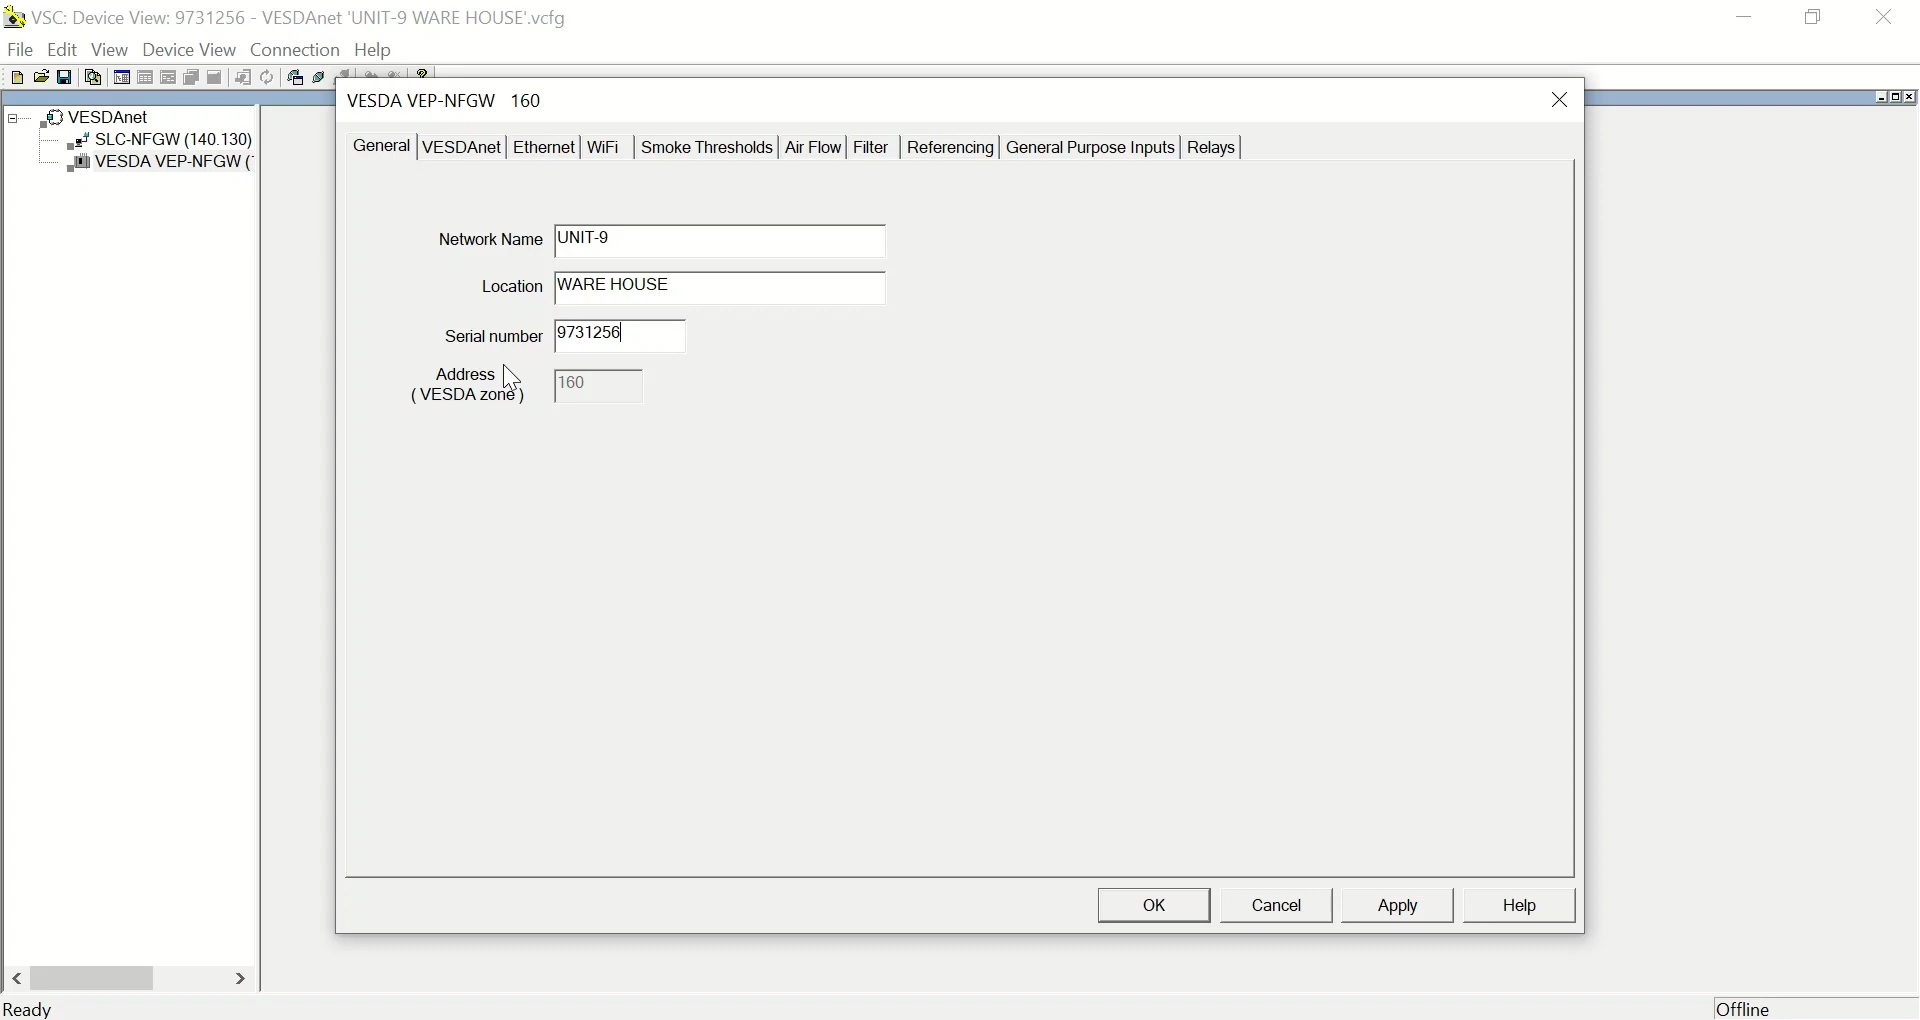 VSC: Device View: 9731256 - VESDAnet 'UNIT-9 WARE HOUSE'.vcfg
File Edit View Device View Connection Help
VESDA VEP-NFGW 160
VESDAnet
SLC-NFGW (140.130)
VESDA VEP-NFGW (
General VESDAnet Ethernet WiFi Smoke Thresholds Air Flow Filter Referencing General Purpose Inputs Relays
Network Name UNIT-9
Location WARE HOUSE
Serial number 9731256
Address
( VESDA zone ) 160
OK Cancel Apply Help
Ready Offline